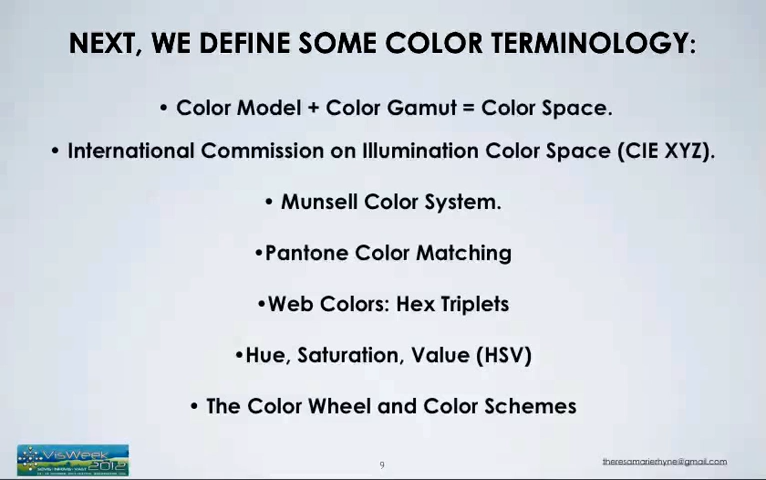 NEXT, WE DEFINE SOME COLOR TERMINOLOGY:
• Color Model + Color Gamut = Color Space.
• International Commission on Illumination Color Space (CIE XYZ).
• Munsell Color System.
•Pantone Color Matching
•Web Colors: Hex Triplets
•Hue, Saturation, Value (HSV)
• The Color Wheel and Color Schemes
VisWeek
2012
9
theresamarierhyne@gmail.com